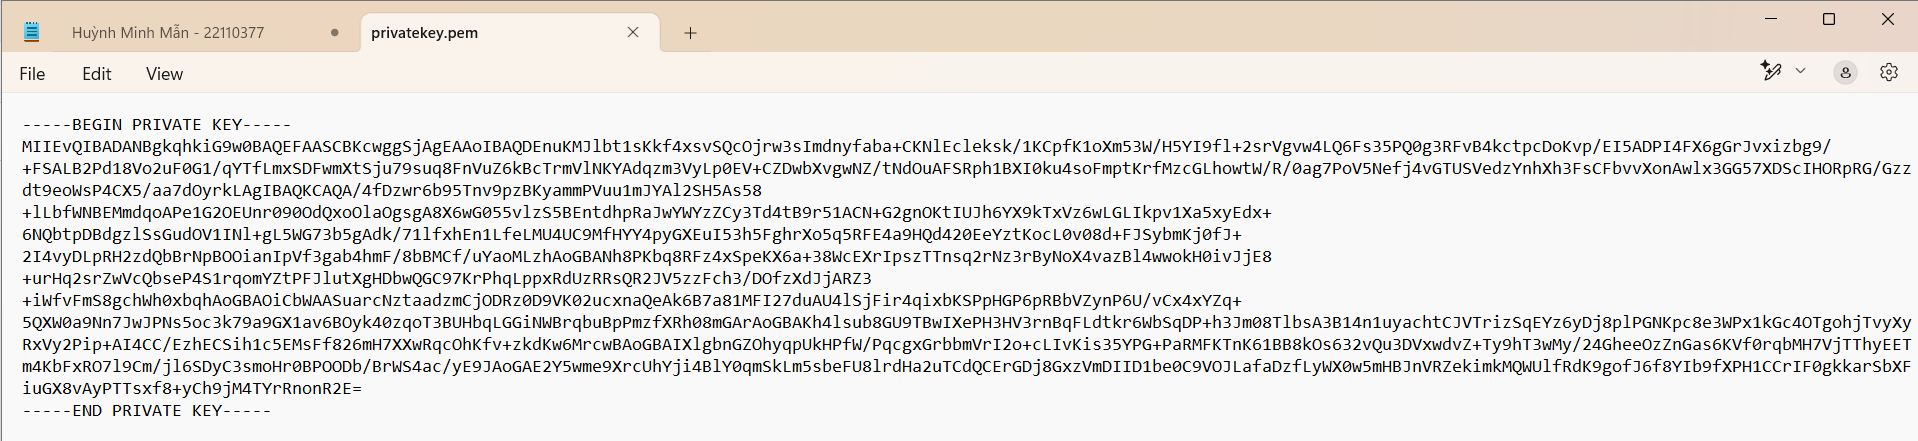 Huỳnh Minh Mẫn - 22110377
privatekey.pem
File Edit View
-----BEGIN PRIVATE KEY-----
MIIEvQIBADANBgkqhkiG9w0BAQEFAASCBKcwggSjAgEAAoIBAQDEnuKMJlbt1sKkf4xsvSQcOjrw3sImdnyfaba+CKNlEcleksk/1KCpfK1oXm53W/H5YI9fl+2srVgvw4LQ6Fs35PQ0g3RFvB4kctpcDoKvp/EI5ADPI4FX6gGrJvxizbg9/
+FSALB2Pd18Vo2uF0G1/qYTfLmxSDFwmXtSju79suq8FnVuZ6kBcTrmVlNKYAdqzm3VyLp0EV+CZDwbXvgwNZ/tNdOuAFSRph1BXI0ku4soFmptKrfMzcGLhowtW/R/0ag7PoV5Nefj4vGTUSVedzYnhXh3FsCFbvvXonAwlx3GG57XDScIHORpRG/Gzz
dt9eoWsP4CX5/aa7dOyrkLAgIBAQKCAQA/4fDzwr6b95Tnv9pzBKyammPVuu1mJYAl2SH5As58
+lLbfWNBEMmdqoAPe1G2OEUnr090OdQxoOlaOgsgA8X6wG055vlzS5BEntdhpRaJwYWYzZCy3Td4tB9r51ACN+G2gnOKtIUJh6YX9kTxVz6wLGLIkpv1Xa5xyEdx+
6NQbtpDBdgzlSsGudOV1INl+gL5WG73b5gAdk/71lfxhEn1LfeLMU4UC9MfHYY4pyGXEuI53h5FghrXo5q5RFE4a9HQd420EeYztKocL0v08d+FJSybmKj0fJ+
2I4vyDLpRH2zdQbBrNpBOOianIpVf3gab4hmF/8bBMCf/uYaoMLzhAoGBANh8PKbq8RFz4xSpeKX6a+38WcEXrIpszTTnsq2rNz3rByNoX4vazBl4wwokH0ivJjE8
+urHq2srZwVcQbseP4S1rqomYZtPFJlutXgHDbwQGC97KrPhqLppxRdUzRRsQR2JV5zzFch3/DOfzXdJjARZ3
+iWfvFmS8gchWh0xbqhAoGBAOiCbWAASuarcNztaadzmCjODRz0D9VK02ucxnaQeAk6B7a81MFI27duAU4lSjFir4qixbKSPpHGP6pRBbVZynP6U/vCx4xYZq+
5QXW0a9Nn7JwJPNs5oc3k79a9GX1av6BOyk40zqoT3BUHbqLGGiNWBrqbuBpPmzfXRh08mGArAoGBAKh4lsub8GU9TBwIXePH3HV3rnBqFLdtkr6WbSqDP+h3Jm08TlbsA3B14n1uyachtCJVTrizSqEYz6yDj8plPGNKpc8e3WPx1kGc4OTgohjTvyXy
RxVy2Pip+AI4CC/EzhECSih1c5EMsFf826mH7XXwRqcOhKfv+zkdKw6MrcwBAoGBAIXlgbnGZOhyqpUkHPfW/PqcgxGrbbmVrI2o+cLIvKis35YPG+PaRMFKTnK61BB8kOs632vQu3DVxwdvZ+Ty9hT3wMy/24GheeOzZnGas6KVf0rqbMH7VjTThyEET
m4KbFxRO7l9Cm/jl6SDyC3smoHr0BPOODb/BrWS4ac/yE9JAoGAE2Y5wme9XrcUhYji4BlY0qmSkLm5sbeFU8lrdHa2uTCdQCErGDj8GxzVmDIID1be0C9VOJLafaDzfLyWX0w5mHBJnVRZekimkMQWUlfRdK9gofJ6f8YIb9fXPH1CCrIF0gkkarSbXF
iuGX8vAyPTTsxf8+yCh9jM4TYrRnonR2E=
-----END PRIVATE KEY-----